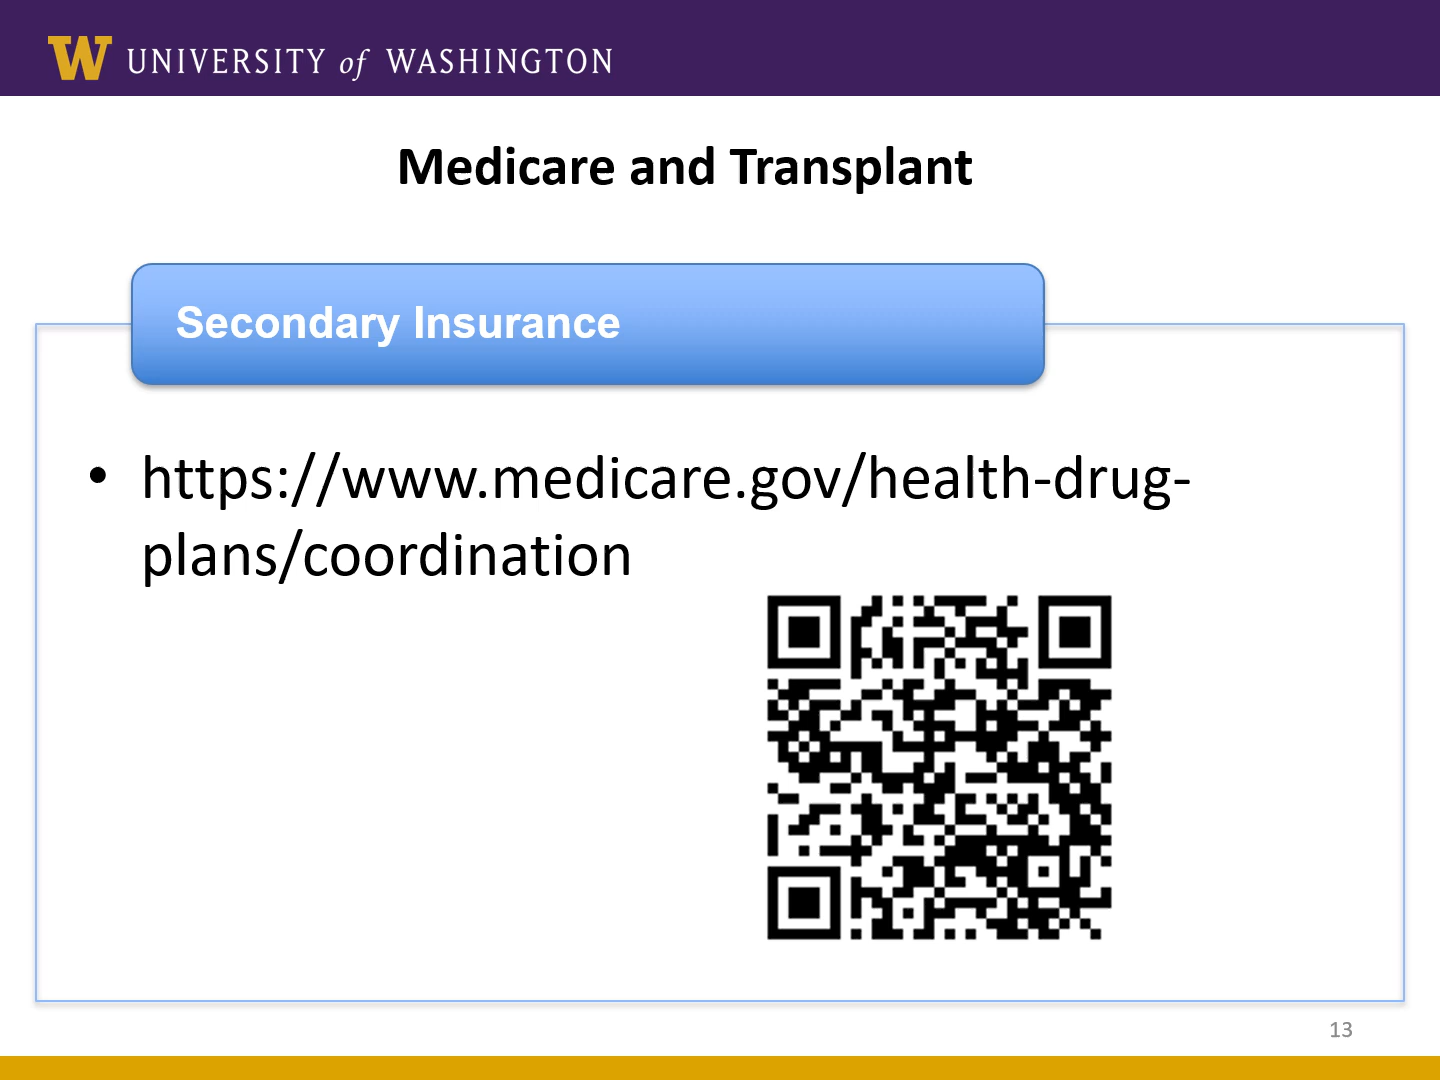 W UNIVERSITY of WASHINGTON
Medicare and Transplant
Secondary Insurance
• https://www.medicare.gov/health-drug-
plans/coordination
13